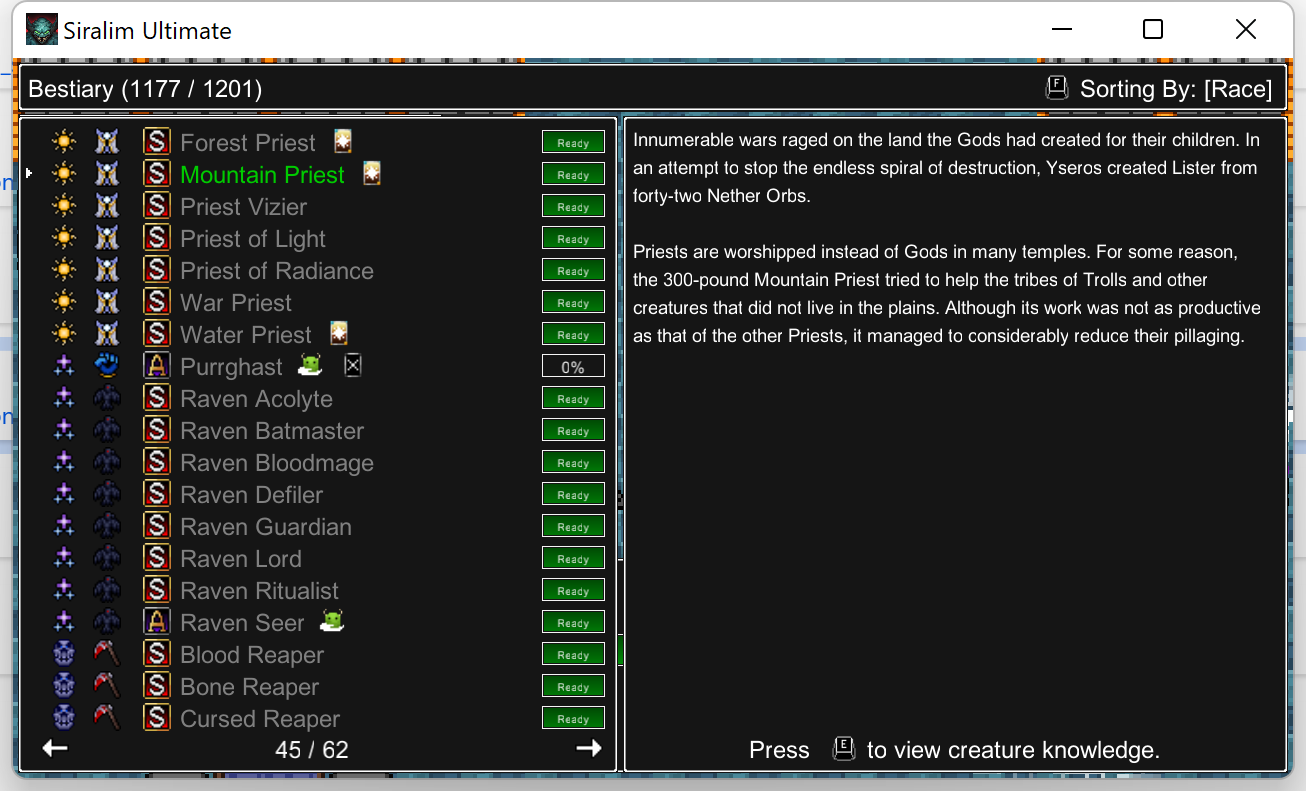 Siralim Ultimate
Bestiary (1177 / 1201)
F Sorting By: [Race]
S Forest Priest Ready
S Mountain Priest Ready
S Priest Vizier Ready
S Priest of Light Ready
S Priest of Radiance Ready
S War Priest Ready
S Water Priest Ready
A Purrghast 0%
S Raven Acolyte Ready
S Raven Batmaster Ready
S Raven Bloodmage Ready
S Raven Defiler Ready
S Raven Guardian Ready
S Raven Lord Ready
S Raven Ritualist Ready
A Raven Seer Ready
S Blood Reaper Ready
S Bone Reaper Ready
S Cursed Reaper Ready
45 / 62
Innumerable wars raged on the land the Gods had created for their children. In
an attempt to stop the endless spiral of destruction, Yseros created Lister from
forty-two Nether Orbs.
Priests are worshipped instead of Gods in many temples. For some reason,
the 300-pound Mountain Priest tried to help the tribes of Trolls and other
creatures that did not live in the plains. Although its work was not as productive
as that of the other Priests, it managed to considerably reduce their pillaging.
Press E to view creature knowledge.